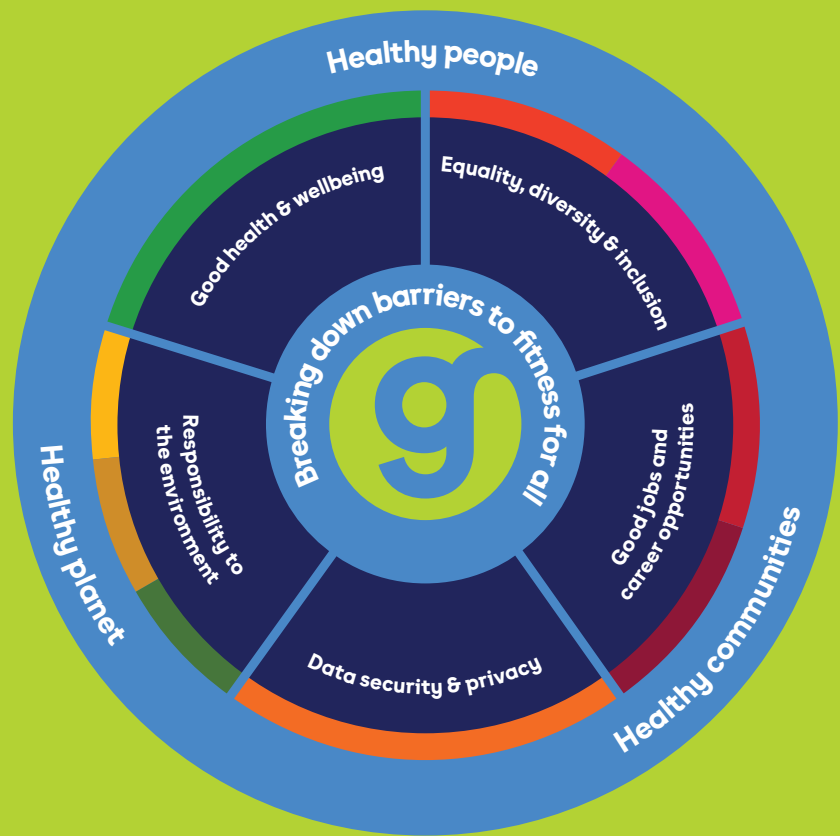 Healthy people
Good health & wellbeing
Equality, diversity & inclusion
Breaking down barriers to fitness for all
g
Responsibility to
the environment
Good jobs and
career opportunities
Data security & privacy
Healthy planet
Healthy communities